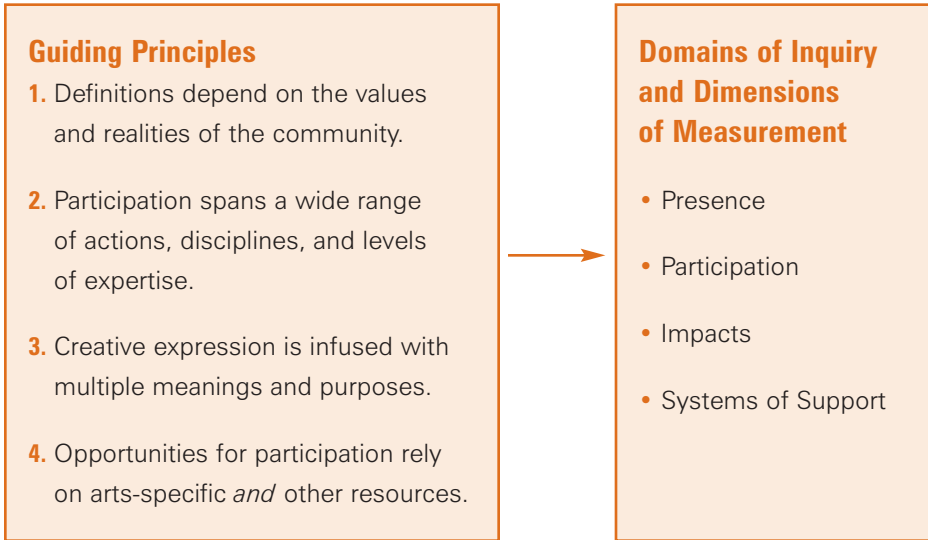 Guiding Principles
1. Definitions depend on the values
and realities of the community.
2. Participation spans a wide range
of actions, disciplines, and levels
of expertise.
3. Creative expression is infused with
multiple meanings and purposes.
4. Opportunities for participation rely
on arts-specific and other resources.
Domains of Inquiry
and Dimensions
of Measurement
• Presence
• Participation
• Impacts
• Systems of Support